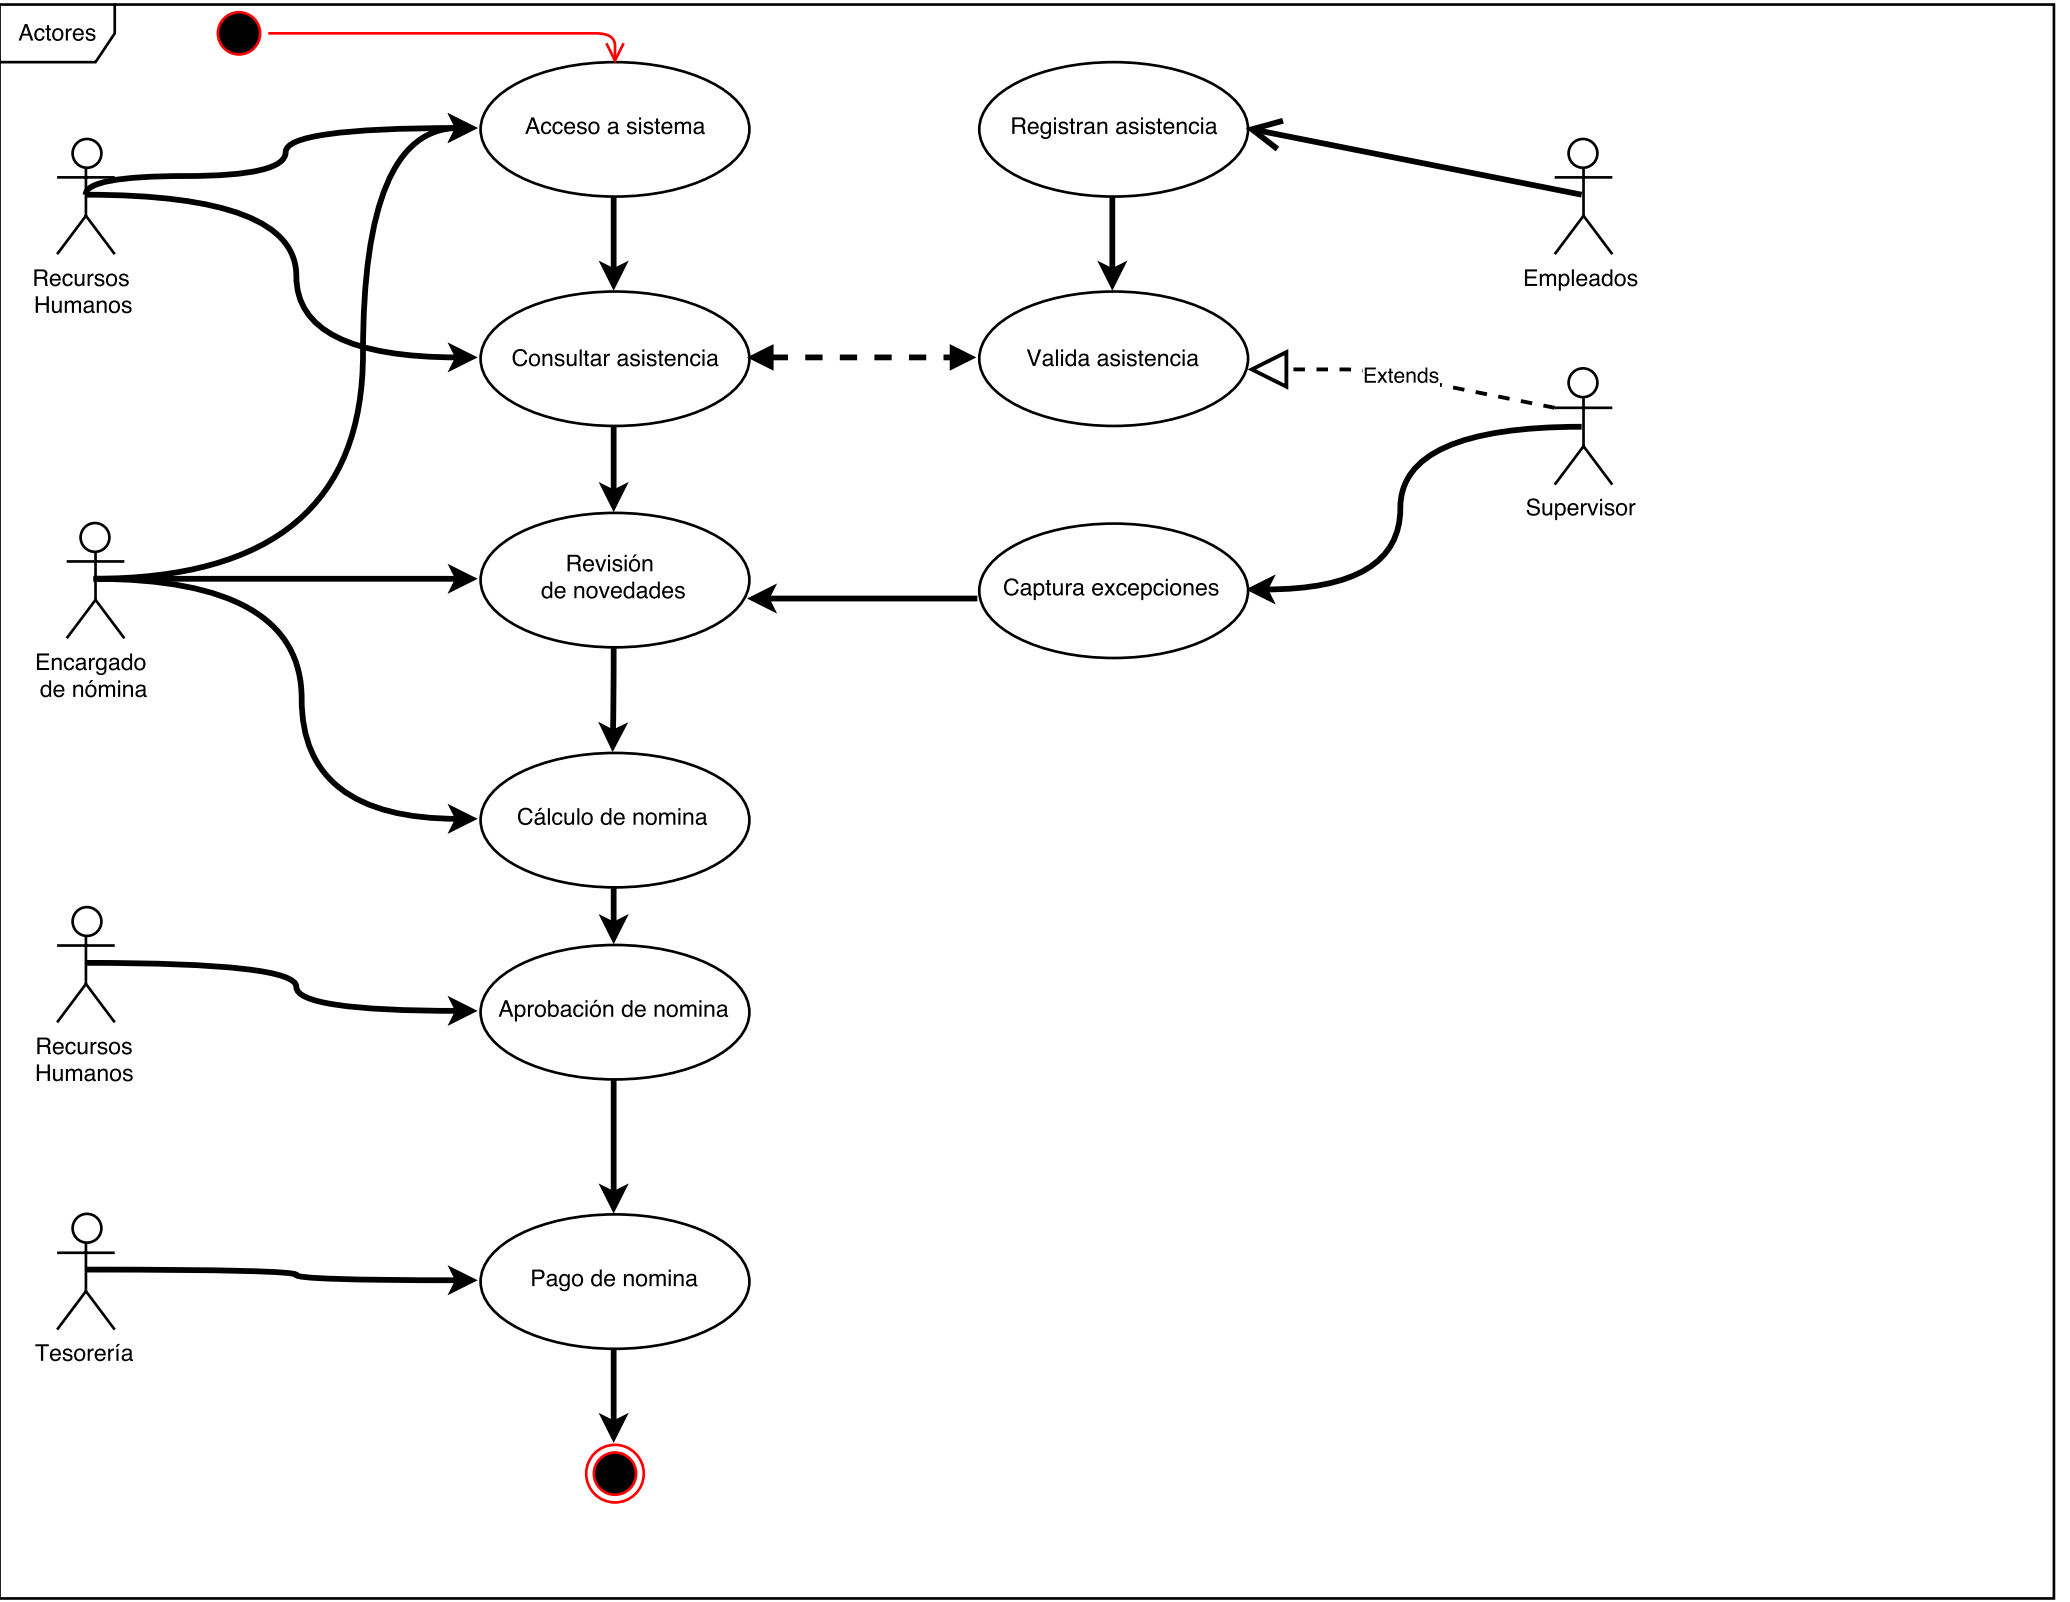 Actores
Acceso a sistema
Registran asistencia
Recursos
Humanos
Empleados
Consultar asistencia
Valida asistencia
Extends
Supervisor
Revisión
de novedades
Captura excepciones
Encargado
de nómina
Cálculo de nomina
Aprobación de nomina
Recursos
Humanos
Pago de nomina
Tesorería